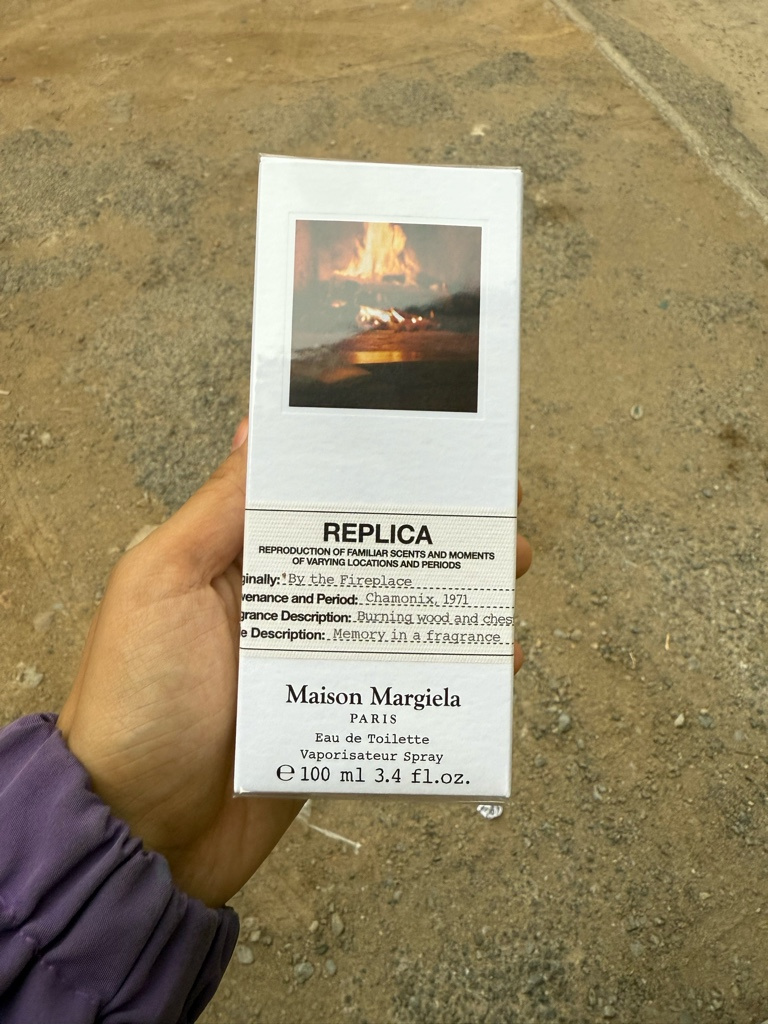 REPLICA
REPRODUCTION OF FAMILIAR SCENTS AND MOMENTS
OF VARYING LOCATIONS AND PERIODS
ginally: By the Fireplace
venance and Period: Chamonix, 1971
grance Description: Burning wood and ches
e Description: Memory in a fragrance
Maison Margiela
PARIS
Eau de Toilette
Vaporisateur Spray
℮ 100 ml 3.4 fl.oz.